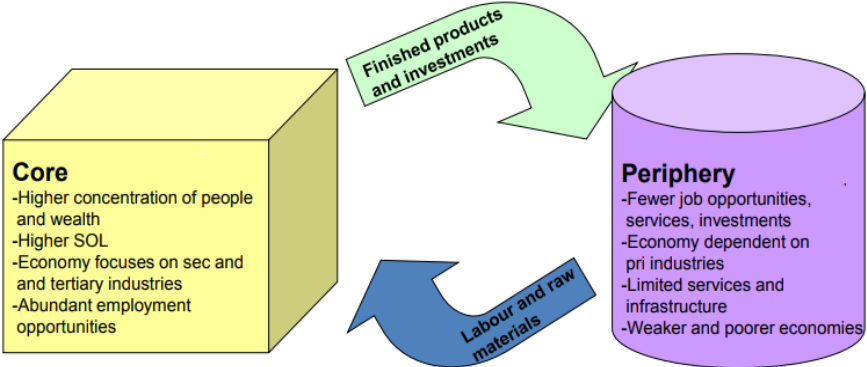 Finished products
and investments
Core
-Higher concentration of people
and wealth
-Higher SOL
-Economy focuses on sec and
and tertiary industries
-Abundant employment
opportunities
Periphery
-Fewer job opportunities,
services, investments
-Economy dependent on
pri industries
-Limited services and
infrastructure
-Weaker and poorer economies
Labour and raw
materials